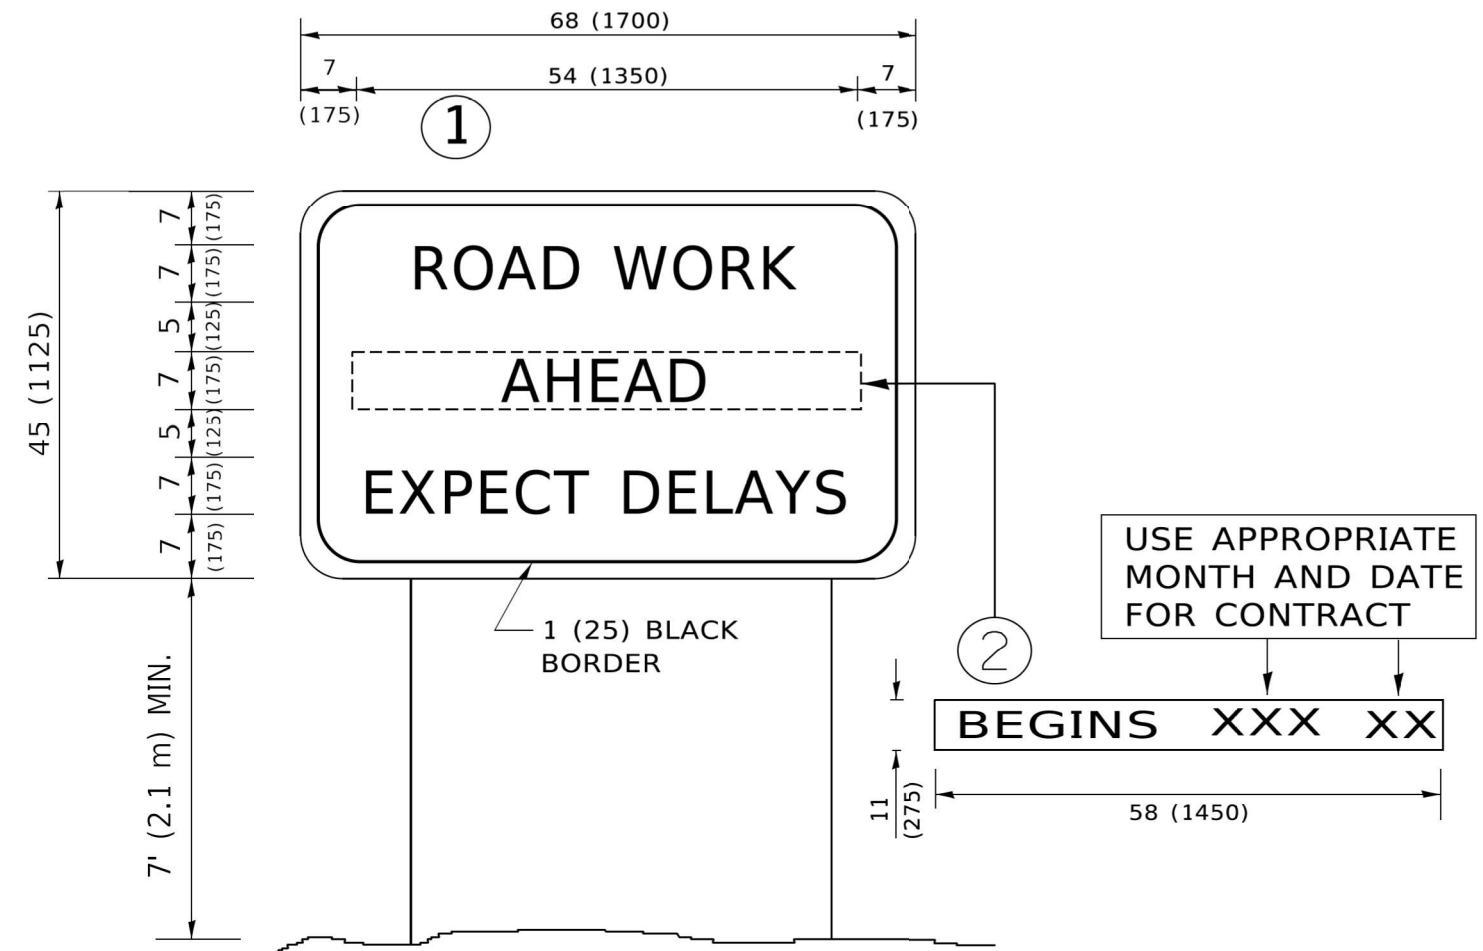 68 (1700)
7
54 (1350)
7
(175)
(175)
1
45 (1125)
7 (175)
7 (175)
5 (125)
7 (175)
5 (125)
7 (175)
7 (175)
ROAD WORK
AHEAD
EXPECT DELAYS
1 (25) BLACK
BORDER
7' (2.1 m) MIN.
2
USE APPROPRIATE
MONTH AND DATE
FOR CONTRACT
BEGINS XXX XX
11
(275)
58 (1450)